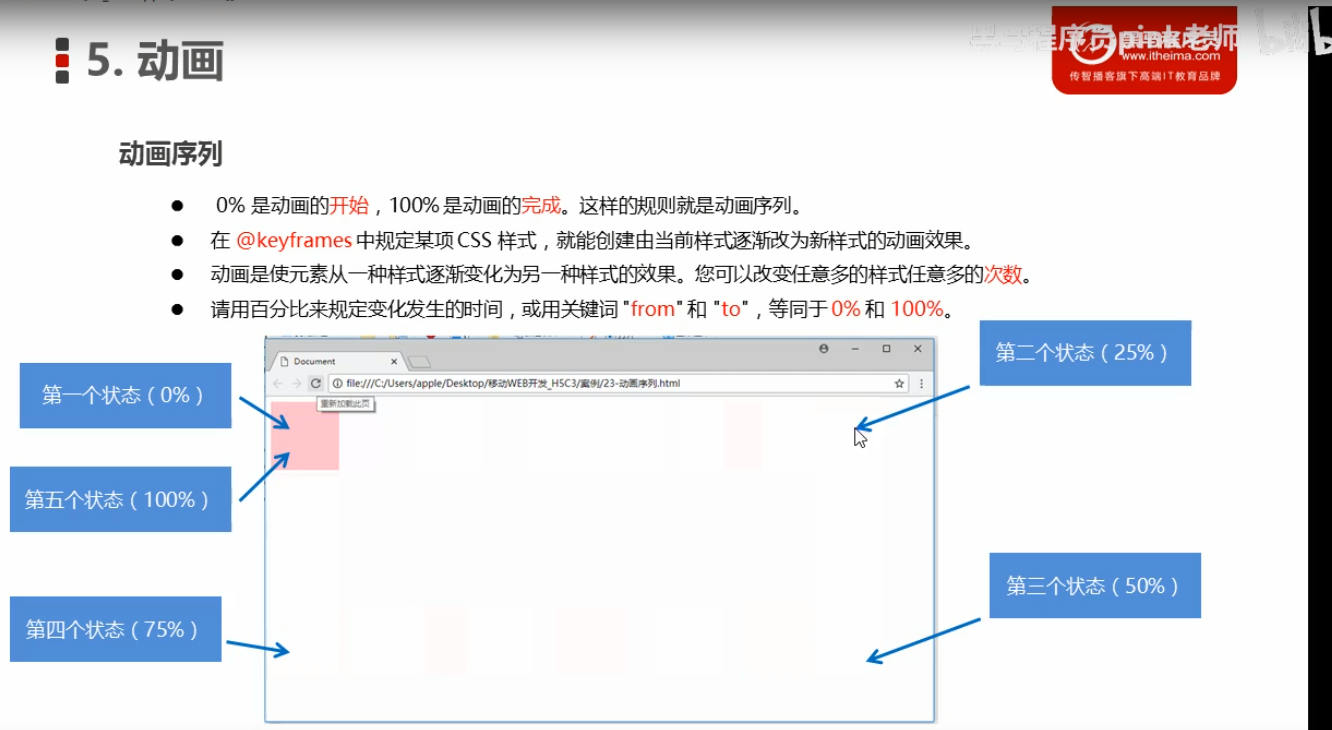 5. 动画
程序员pink老师
www.itheima.com
传智播客旗下高端IT教育品牌
动画序列
● 0% 是动画的开始，100% 是动画的完成。这样的规则就是动画序列。
● 在 @keyframes 中规定某项 CSS 样式，就能创建由当前样式逐渐改为新样式的动画效果。
● 动画是使元素从一种样式逐渐变化为另一种样式的效果。您可以改变任意多的样式任意多的次数。
● 请用百分比来规定变化发生的时间，或用关键词 "from" 和 "to"，等同于 0% 和 100%。
第二个状态（25%）
Document
第一个状态（0%）
file:///C:/Users/apple/Desktop/移动WEB开发_H5C3/案例/23-动画序列.html
重新加载此页
第五个状态（100%）
第三个状态（50%）
第四个状态（75%）